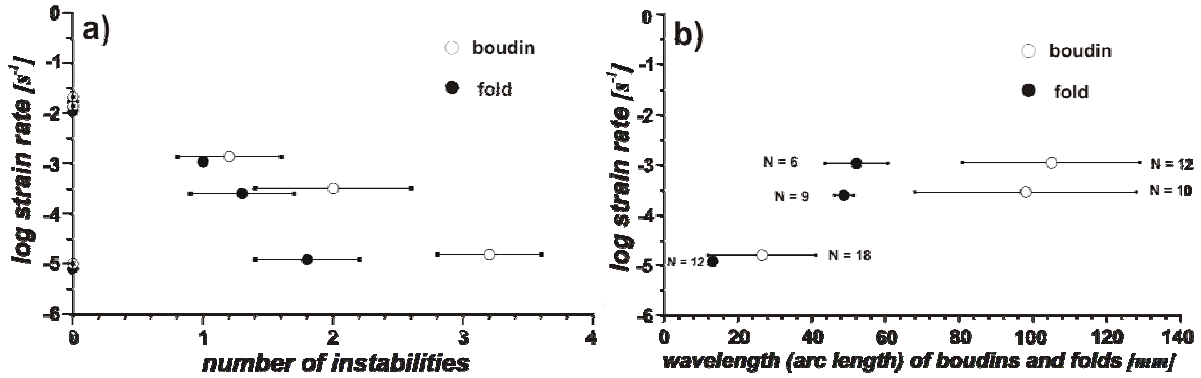 a)
boudin
fold
log strain rate [s⁻¹]
0
-1
-2
-3
-4
-5
-6
0 1 2 3 4
number of instabilities
b)
boudin
fold
log strain rate [s⁻¹]
0
-1
-2
-3
-4
-5
-6
N = 6
N = 12
N = 9
N = 10
N = 12
N = 18
0 20 40 60 80 100 120 140
wavelength (arc length) of boudins and folds [mm]